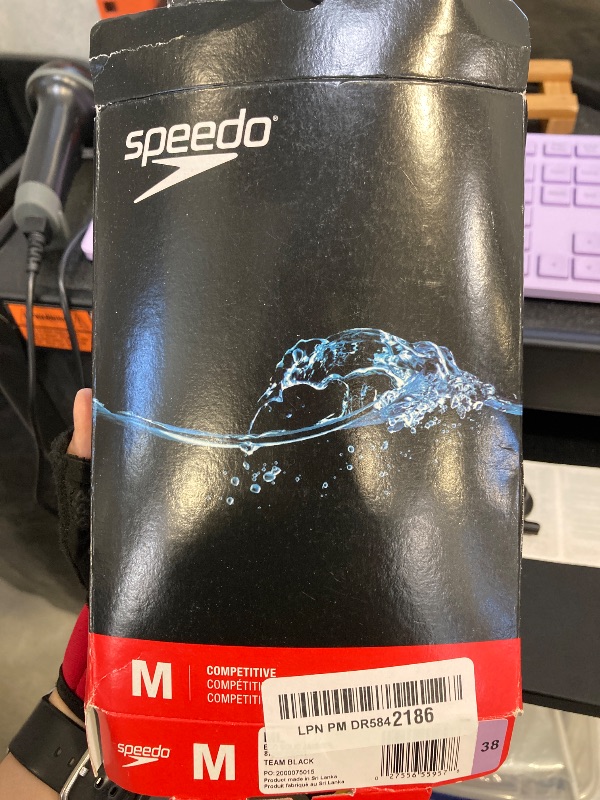 speedo
M
COMPETITIVE
COMPÉTITI
COMPETITI
LPN PM DR5842186
speedo
M
TEAM BLACK
PO:2000075015
Product made in Sri Lanka
Produit fabriqué au Sri Lanka
38